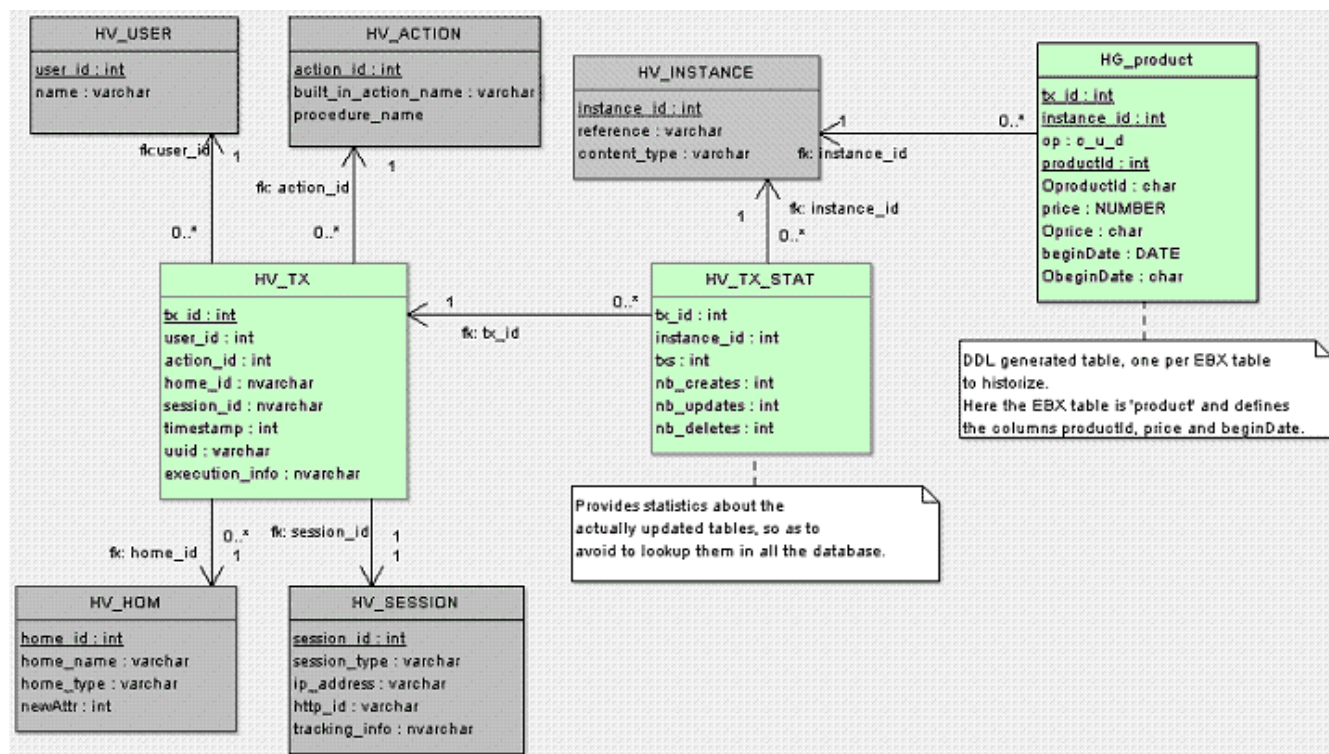 HV_USER
user_id : int
name : varchar
HV_ACTION
action_id : int
built_in_action_name : varchar
procedure_name
HV_INSTANCE
instance_id : int
reference : varchar
content_type : varchar
HG_product
tx_id : int
instance_id : int
op : c_u_d
productId : int
OproductId : char
price : NUMBER
Oprice : char
beginDate : DATE
ObeginDate : char
1
0..*
fk: instance_id
fk:user_id
1
0..*
fk: action_id
1
0..*
1
fk: instance_id
0..*
HV_TX
tx_id : int
user_id : int
action_id : int
home_id : nvarchar
session_id : nvarchar
timestamp : int
uuid : varchar
execution_info : nvarchar
1
0..*
fk: tx_id
HV_TX_STAT
tx_id : int
instance_id : int
txs : int
nb_creates : int
nb_updates : int
nb_deletes : int
DDL generated table, one per EBX table
to historize.
Here the EBX table is 'product' and defines
the columns productId, price and beginDate.
Provides statistics about the
actually updated tables, so as to
avoid to lookup them in all the database.
0..*
fk: home_id
1
fk: session_id
1
1
HV_HOM
home_id : int
home_name : varchar
home_type : varchar
newAttr : int
HV_SESSION
session_id : int
session_type : varchar
ip_address : varchar
http_id : varchar
tracking_info : nvarchar